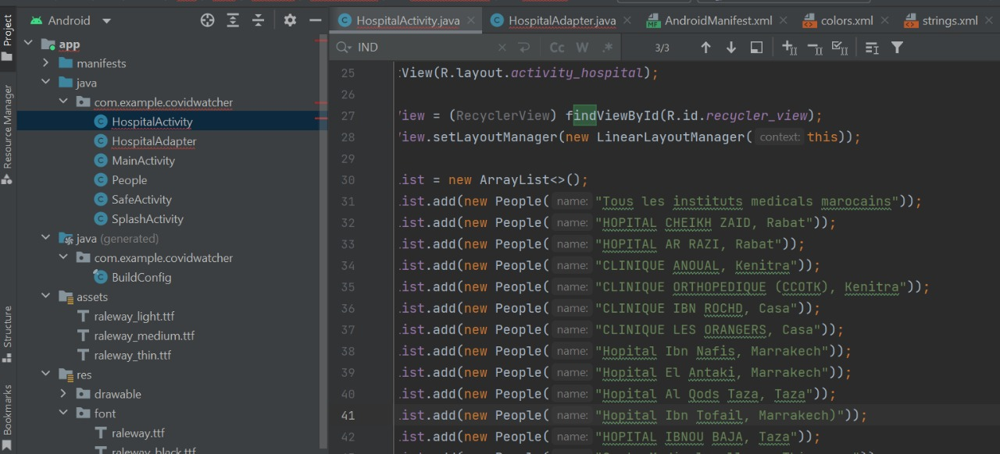 Android
HospitalActivity.java
HospitalAdapter.java
AndroidManifest.xml
colors.xml
strings.xml
Project
Resource Manager
Structure
Bookmarks
app
manifests
java
com.example.covidwatcher
HospitalActivity
HospitalAdapter
MainActivity
People
SafeActivity
SplashActivity
java (generated)
com.example.covidwatcher
BuildConfig
assets
raleway_light.ttf
raleway_medium.ttf
raleway_thin.ttf
res
drawable
font
raleway.ttf
raleway_black.ttf
IND
Cc W .*
3/3
25 tView(R.layout.activity_hospital);
26
27 View = (RecyclerView) findViewById(R.id.recycler_view);
28 View.setLayoutManager(new LinearLayoutManager( context: this));
29
30 ist = new ArrayList<>();
31 ist.add(new People( name: "Tous les instituts medicals marocains"));
32 ist.add(new People( name: "HOPITAL CHEIKH ZAID, Rabat"));
33 ist.add(new People( name: "HOPITAL AR RAZI, Rabat"));
34 ist.add(new People( name: "CLINIQUE ANOUAL, Kenitra"));
35 ist.add(new People( name: "CLINIQUE ORTHOPEDIQUE (CCOTK), Kenitra"));
36 ist.add(new People( name: "CLINIQUE IBN ROCHD, Casa"));
37 ist.add(new People( name: "CLINIQUE LES ORANGERS, Casa"));
38 ist.add(new People( name: "Hopital Ibn Nafis, Marrakech"));
39 ist.add(new People( name: "Hopital El Antaki, Marrakech"));
40 ist.add(new People( name: "Hopital Al Qods Taza, Taza"));
41 ist.add(new People( name: "Hopital Ibn Tofail, Marrakech)"));
42 ist.add(new People( name: "HOPITAL IBNOU BAJA, Taza"));